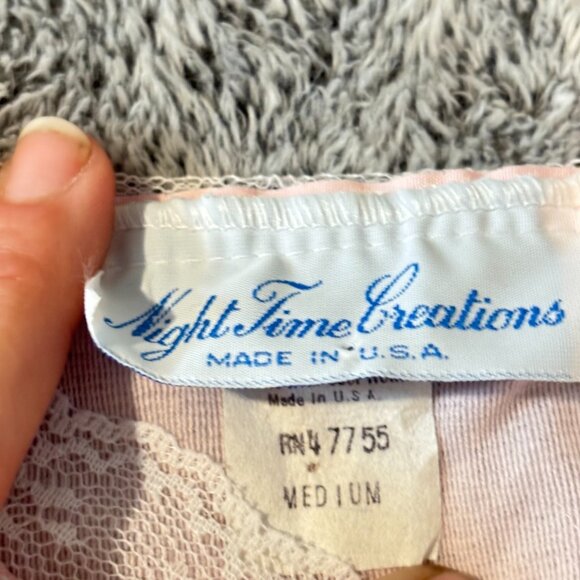 Night Time Creations
MADE IN U.S.A.
Made in U.S.A.
RN47755
MEDIUM